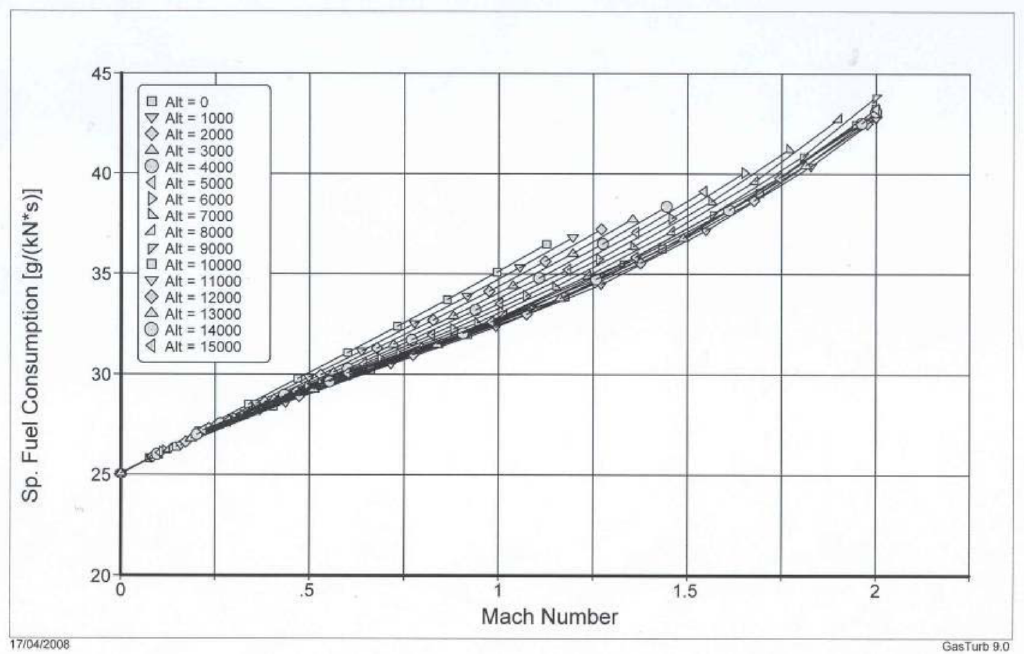 45
40
35
30
25
20
Sp. Fuel Consumption [g/(kN*s)]
Alt = 0
Alt = 1000
Alt = 2000
Alt = 3000
Alt = 4000
Alt = 5000
Alt = 6000
Alt = 7000
Alt = 8000
Alt = 9000
Alt = 10000
Alt = 11000
Alt = 12000
Alt = 13000
Alt = 14000
Alt = 15000
0 .5 1 1.5 2
Mach Number
17/04/2008 GasTurb 9.0